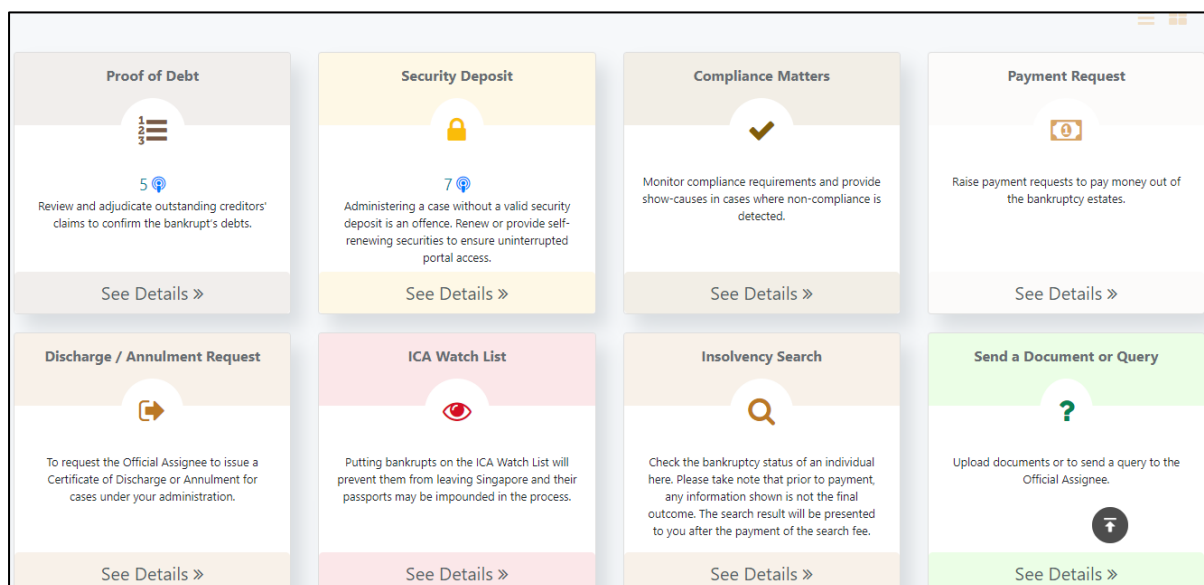 Proof of Debt
1
2
3
5
Review and adjudicate outstanding creditors'
claims to confirm the bankrupt's debts.
See Details »
Security Deposit
7
Administering a case without a valid security
deposit is an offence. Renew or provide self-
renewing securities to ensure uninterrupted
portal access.
See Details »
Compliance Matters
Monitor compliance requirements and provide
show-causes in cases where non-compliance is
detected.
See Details »
Payment Request
1
Raise payment requests to pay money out of
the bankruptcy estates.
See Details »
Discharge / Annulment Request
To request the Official Assignee to issue a
Certificate of Discharge or Annulment for
cases under your administration.
See Details »
ICA Watch List
Putting bankrupts on the ICA Watch List will
prevent them from leaving Singapore and their
passports may be impounded in the process.
See Details »
Insolvency Search
Check the bankruptcy status of an individual
here. Please take note that prior to payment,
any information shown is not the final
outcome. The search result will be presented
to you after the payment of the search fee.
See Details »
Send a Document or Query
?
Upload documents or to send a query to the
Official Assignee.
See Details »